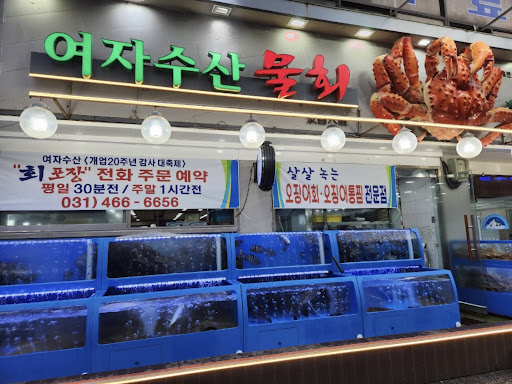 여자수산 물회
여자수산 <개업20주년 감사 대축제>
"회 포장" 전화 주문 예약
평일 30분전 / 주말 1시간전
031) 466 - 6656
살살 녹는
오징어회·오징어통찜 전문점